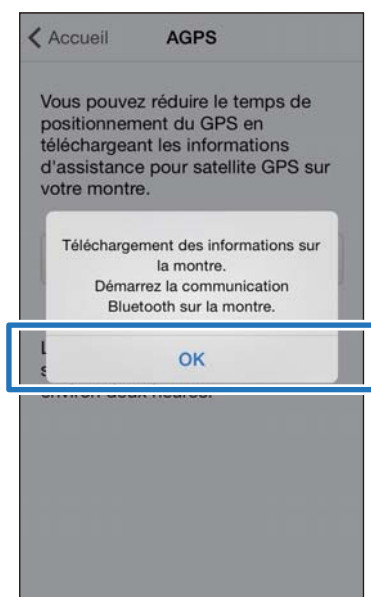 Accueil
AGPS
Vous pouvez réduire le temps de
positionnement du GPS en
téléchargeant les informations
d'assistance pour satellite GPS sur
votre montre.
Téléchargement des informations sur
la montre.
Démarrez la communication
Bluetooth sur la montre.
OK
environ deux heures.